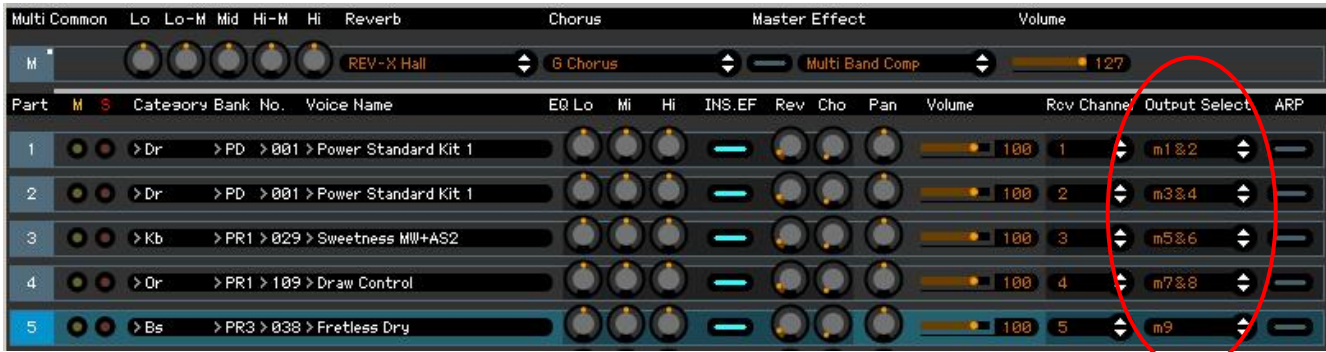 Multi Common Lo Lo-M Mid Hi-M Hi Reverb Chorus Master Effect Volume
M REV-X Hall G Chorus Multi Band Comp 127
Part M S Category Bank No. Voice Name EQ Lo Mi Hi INS.EF Rev Cho Pan Volume Rcv Channel Output Select ARP
1 >Dr >PD >001 >Power Standard Kit 1 100 1 m1&2
2 >Dr >PD >001 >Power Standard Kit 1 100 2 m3&4
3 >Kb >PR1 >029 >Sweetness MW+AS2 100 3 m5&6
4 >Or >PR1 >109 >Draw Control 100 4 m7&8
5 >Bs >PR3 >038 >Fretless Dry 100 5 m9